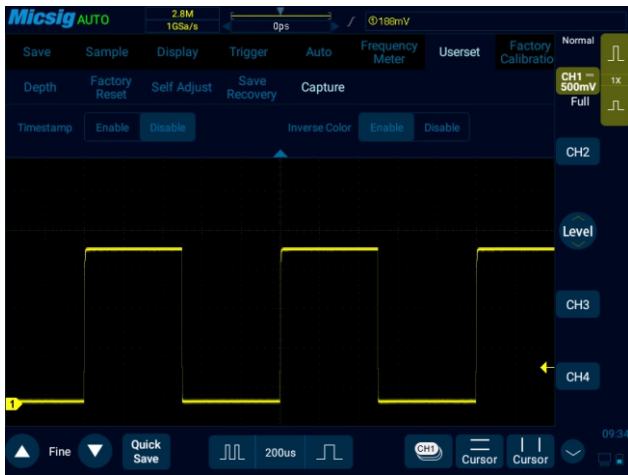 Micsig AUTO 2.8M 1GSa/s 0ps ①188mV
Save Sample Display Trigger Auto Frequency Meter Userset Factory Calibratio Normal
Depth Factory Reset Self Adjust Save Recovery Capture CH1 500mV Full 1X
Timestamp Enable Disable Inverse Color Enable Disable
CH2
Level
CH3
CH4
1
09:34
Fine Quick Save 200us CH1 Cursor Cursor